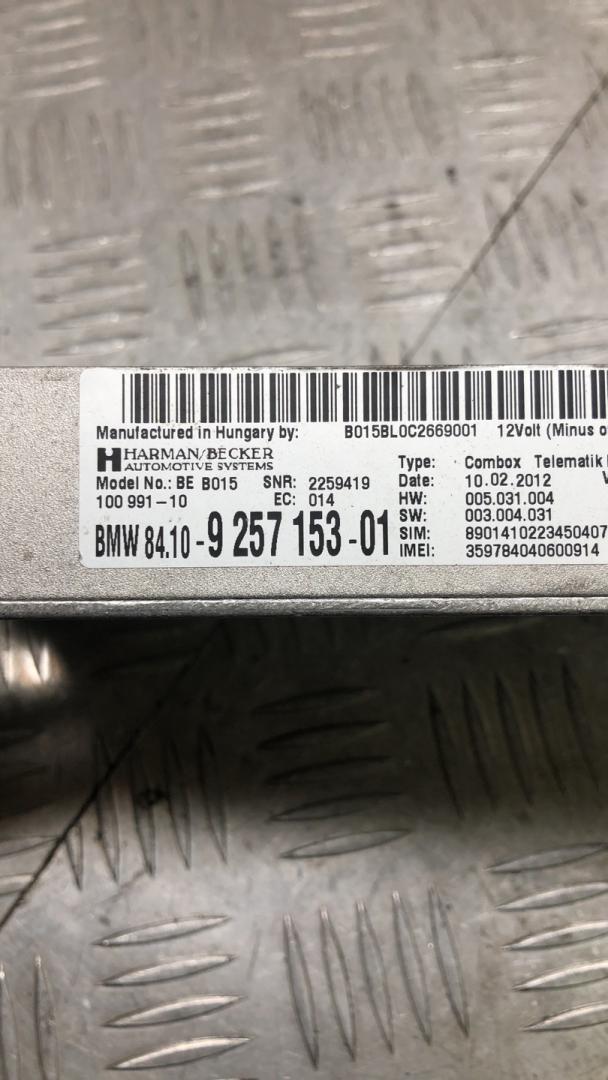 Manufactured in Hungary by: B015BL0C2669001 12Volt (Minus
HARMAN/BECKER
AUTOMOTIVE SYSTEMS
Model No.: BE B015 SNR: 2259419
100 991-10 EC: 014
BMW 84.10-9 257 153-01
Type: Combox Telematik
Date: 10.02.2012
HW: 005.031.004
SW: 003.004.031
SIM: 8901410223450407
IMEI: 359784040600914